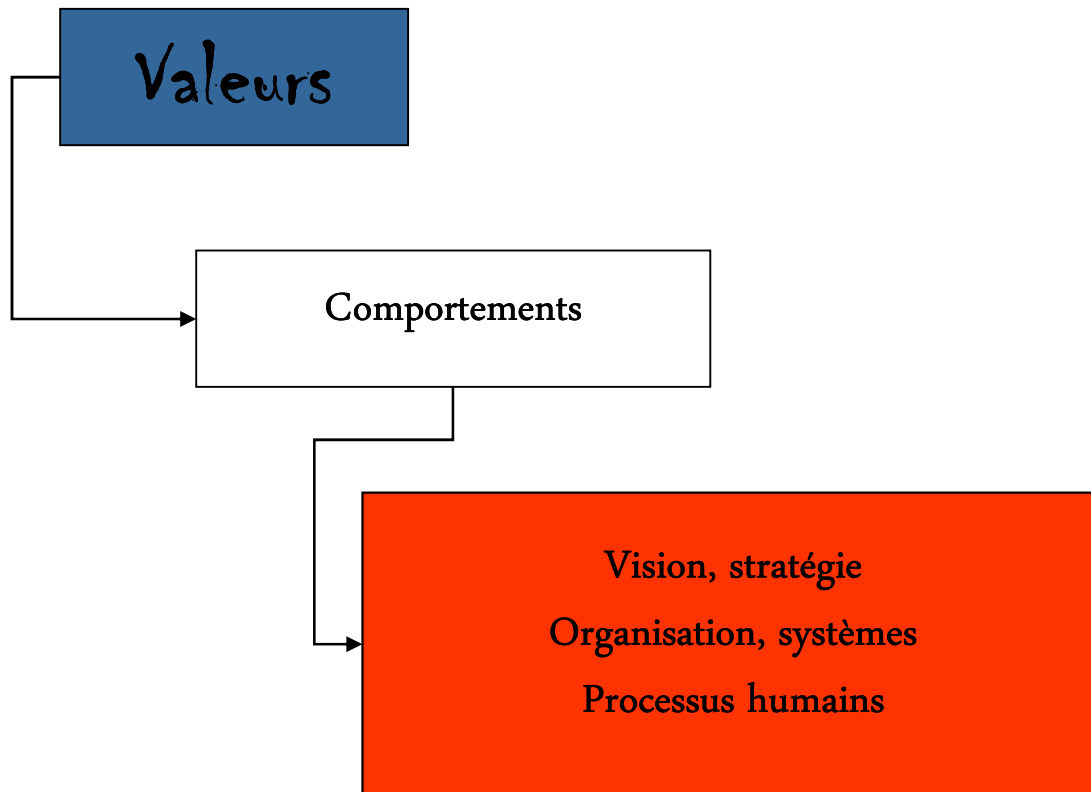 Valeurs
Comportements
Vision, stratégie
Organisation, systèmes
Processus humains